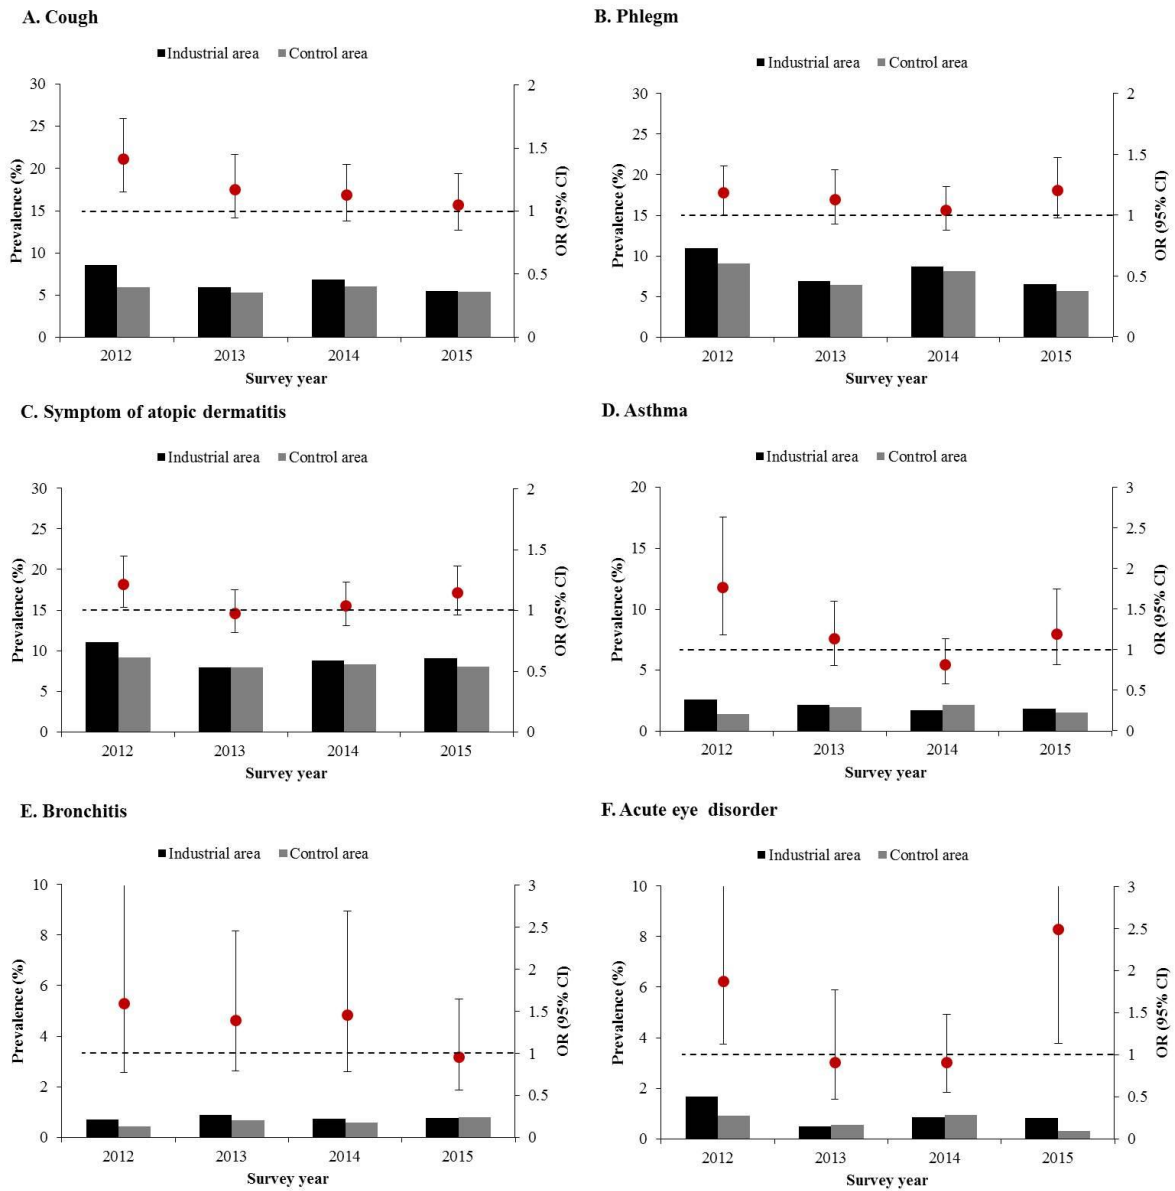 A. Cough
Industrial area Control area
30
25
20
15
10
5
0
Prevalence (%)
2
1.5
1
0.5
0
OR (95% CI)
2012 2013 2014 2015
Survey year
B. Phlegm
Industrial area Control area
30
25
20
15
10
5
0
Prevalence (%)
2
1.5
1
0.5
0
OR (95% CI)
2012 2013 2014 2015
Survey year
C. Symptom of atopic dermatitis
Industrial area Control area
30
25
20
15
10
5
0
Prevalence (%)
2
1.5
1
0.5
0
OR (95% CI)
2012 2013 2014 2015
Survey year
D. Asthma
Industrial area Control area
20
15
10
5
0
Prevalence (%)
3
2.5
2
1.5
1
0.5
0
OR (95% CI)
2012 2013 2014 2015
Survey year
E. Bronchitis
Industrial area Control area
10
8
6
4
2
0
Prevalence (%)
3
2.5
2
1.5
1
0.5
0
OR (95% CI)
2012 2013 2014 2015
Survey year
F. Acute eye disorder
Industrial area Control area
10
8
6
4
2
0
Prevalence (%)
3
2.5
2
1.5
1
0.5
0
OR (95% CI)
2012 2013 2014 2015
Survey year